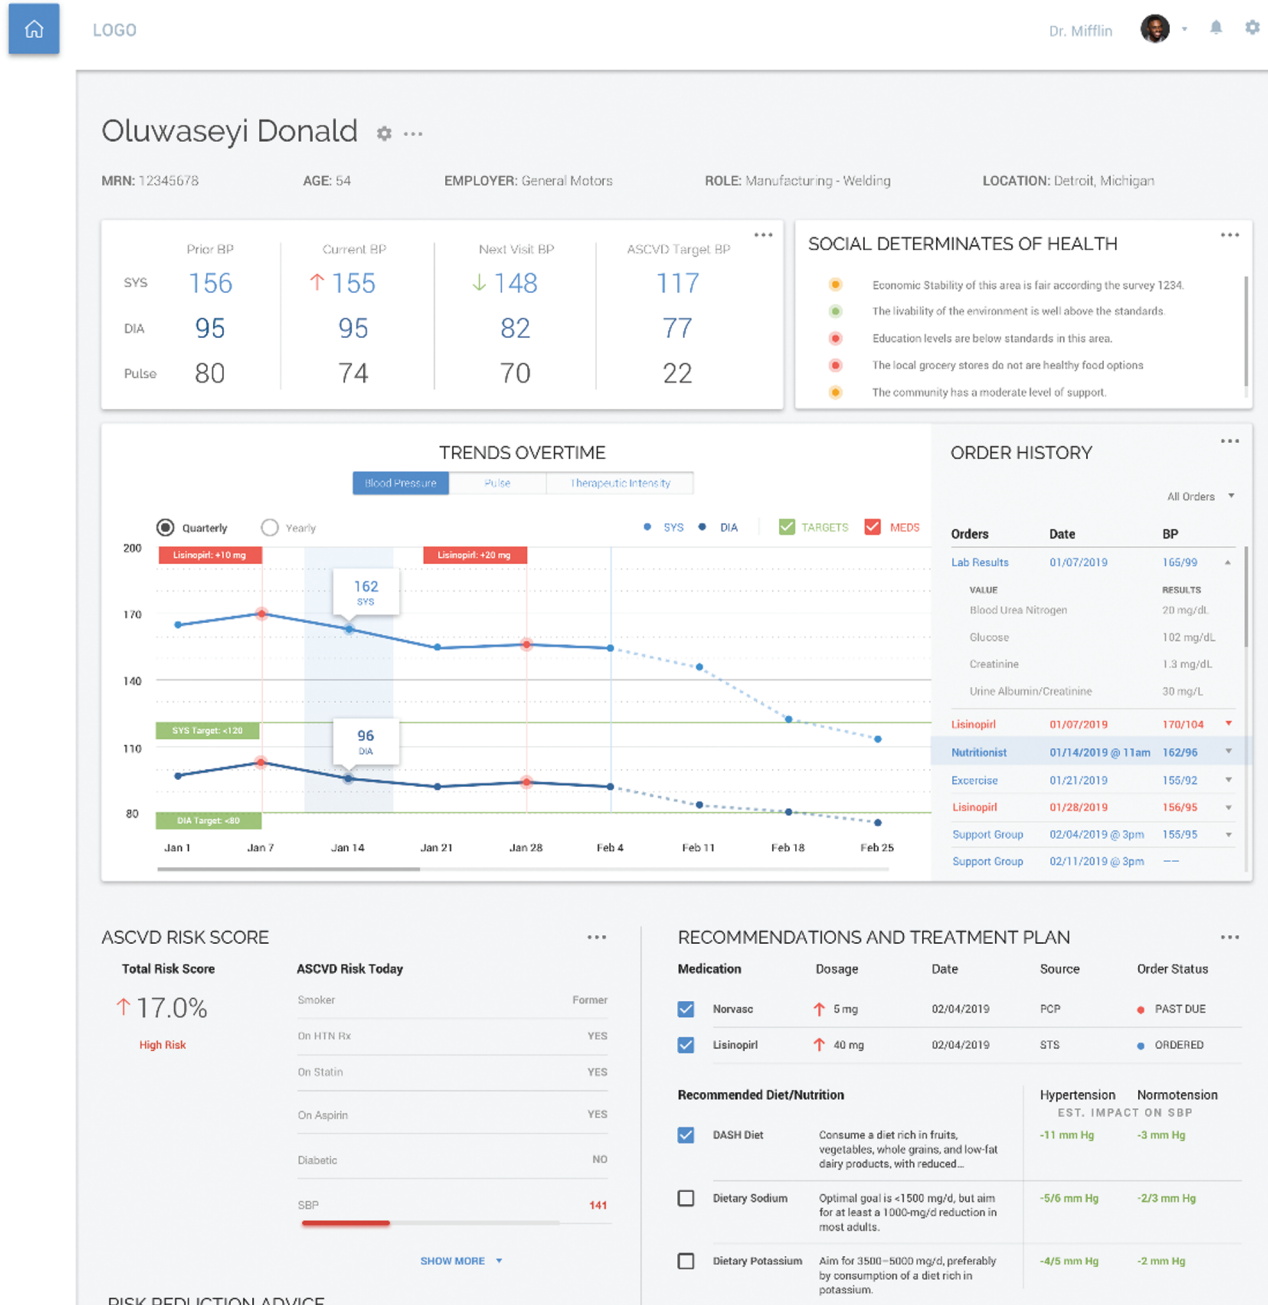 LOGO
Dr. Mifflin
Oluwaseyi Donald
MRN: 12345678 AGE: 54 EMPLOYER: General Motors ROLE: Manufacturing - Welding LOCATION: Detroit, Michigan
Prior BP Current BP Next Visit BP ASCVD Target BP
SYS 156 155 148 117
DIA 95 95 82 77
Pulse 80 74 70 22
SOCIAL DETERMINATES OF HEALTH
Economic Stability of this area is fair according the survey 1234.
The livability of the environment is well above the standards.
Education levels are below standards in this area.
The local grocery stores do not are healthy food options
The community has a moderate level of support.
TRENDS OVERTIME
Blood Pressure Pulse Therapeutic Intensity
Quarterly Yearly SYS DIA TARGETS MEDS
200
Lisinopirl: +10 mg Lisinopirl: +20 mg
162
SYS
170
140
SYS Target: <120
96
DIA
110
80
DIA Target: <80
Jan 1 Jan 7 Jan 14 Jan 21 Jan 28 Feb 4 Feb 11 Feb 18 Feb 25
ORDER HISTORY
All Orders
Orders Date BP
Lab Results 01/07/2019 165/99
VALUE RESULTS
Blood Urea Nitrogen 20 mg/dL
Glucose 102 mg/dL
Creatinine 1.3 mg/dL
Urine Albumin/Creatinine 30 mg/L
Lisinopirl 01/07/2019 170/104
Nutritionist 01/14/2019 @ 11am 162/96
Excercise 01/21/2019 155/92
Lisinopirl 01/28/2019 156/95
Support Group 02/04/2019 @ 3pm 155/95
Support Group 02/11/2019 @ 3pm ——
ASCVD RISK SCORE
Total Risk Score ASCVD Risk Today
17.0%
High Risk
Smoker Former
On HTN Rx YES
On Statin YES
On Aspirin YES
Diabetic NO
SBP 141
SHOW MORE
RISK REDUCTION ADVICE
RECOMMENDATIONS AND TREATMENT PLAN
Medication Dosage Date Source Order Status
Norvasc 5 mg 02/04/2019 PCP PAST DUE
Lisinopirl 40 mg 02/04/2019 STS ORDERED
Recommended Diet/Nutrition Hypertension Normotension
EST. IMPACT ON SBP
DASH Diet Consume a diet rich in fruits, -11 mm Hg -3 mm Hg
vegetables, whole grains, and low-fat
dairy products, with reduced...
Dietary Sodium Optimal goal is <1500 mg/d, but aim -5/6 mm Hg -2/3 mm Hg
for at least a 1000-mg/d reduction in
most adults.
Dietary Potassium Aim for 3500–5000 mg/d, preferably -4/5 mm Hg -2 mm Hg
by consumption of a diet rich in
potassium.